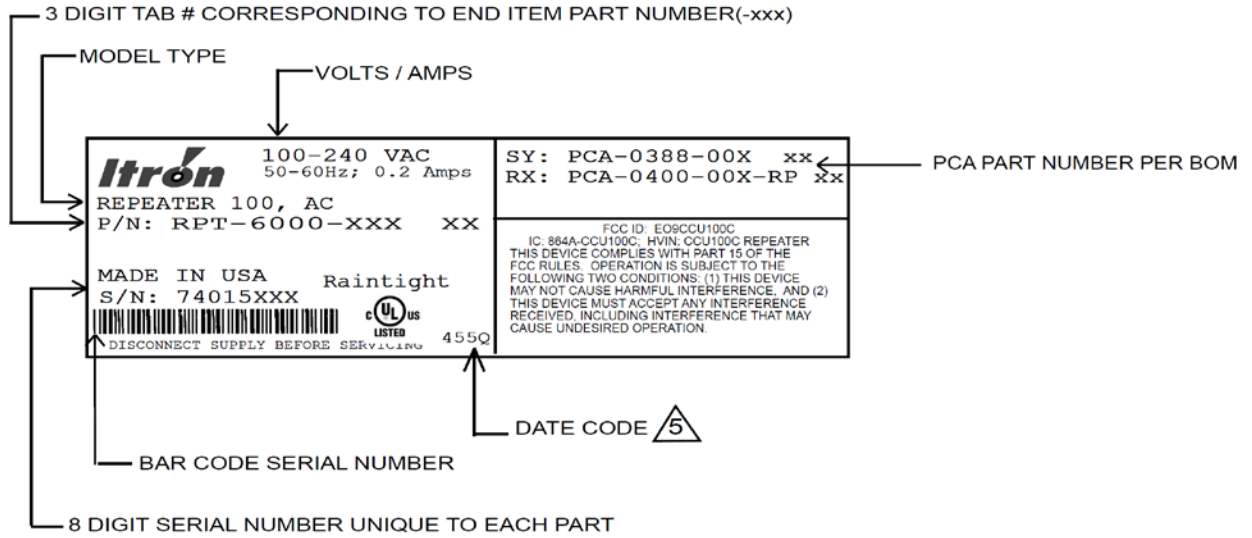 3 DIGIT TAB # CORRESPONDING TO END ITEM PART NUMBER(-xxx)
MODEL TYPE
VOLTS / AMPS
Itron
100-240 VAC
50-60Hz; 0.2 Amps
REPEATER 100, AC
P/N: RPT-6000-XXX XX
MADE IN USA
Raintight
S/N: 74015XXX
C UL US
LISTED
DISCONNECT SUPPLY BEFORE SERVICING
455Q
SY: PCA-0388-00X xx
RX: PCA-0400-00X-RP xx
PCA PART NUMBER PER BOM
FCC ID: EO9CCU100C
IC: 864A-CCU100C; HVIN: CCU100C REPEATER
THIS DEVICE COMPLIES WITH PART 15 OF THE
FCC RULES. OPERATION IS SUBJECT TO THE
FOLLOWING TWO CONDITIONS: (1) THIS DEVICE
MAY NOT CAUSE HARMFUL INTERFERENCE, AND (2)
THIS DEVICE MUST ACCEPT ANY INTERFERENCE
RECEIVED, INCLUDING INTERFERENCE THAT MAY
CAUSE UNDESIRED OPERATION.
DATE CODE 5
BAR CODE SERIAL NUMBER
8 DIGIT SERIAL NUMBER UNIQUE TO EACH PART